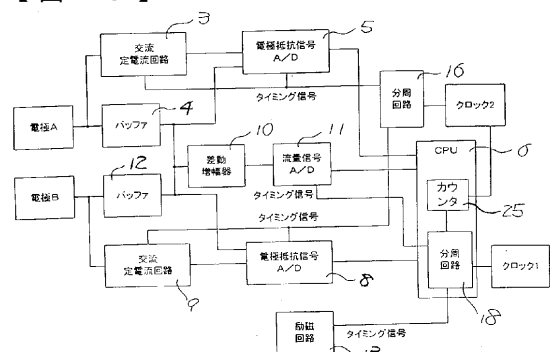 3
5
交流
定電流回路
電極抵抗信号
A/D
16
タイミング信号
分周
回路
クロック2
4
電極A
バッファ
10
11
CPU
6
12
差動
増幅器
流量信号
A/D
カウ
ンタ
25
電極B
バッファ
タイミング信号
タイミング信号
交流
定電流回路
電極抵抗信号
A/D
分周
回路
クロック1
9
8
18
励磁
回路
タイミング信号